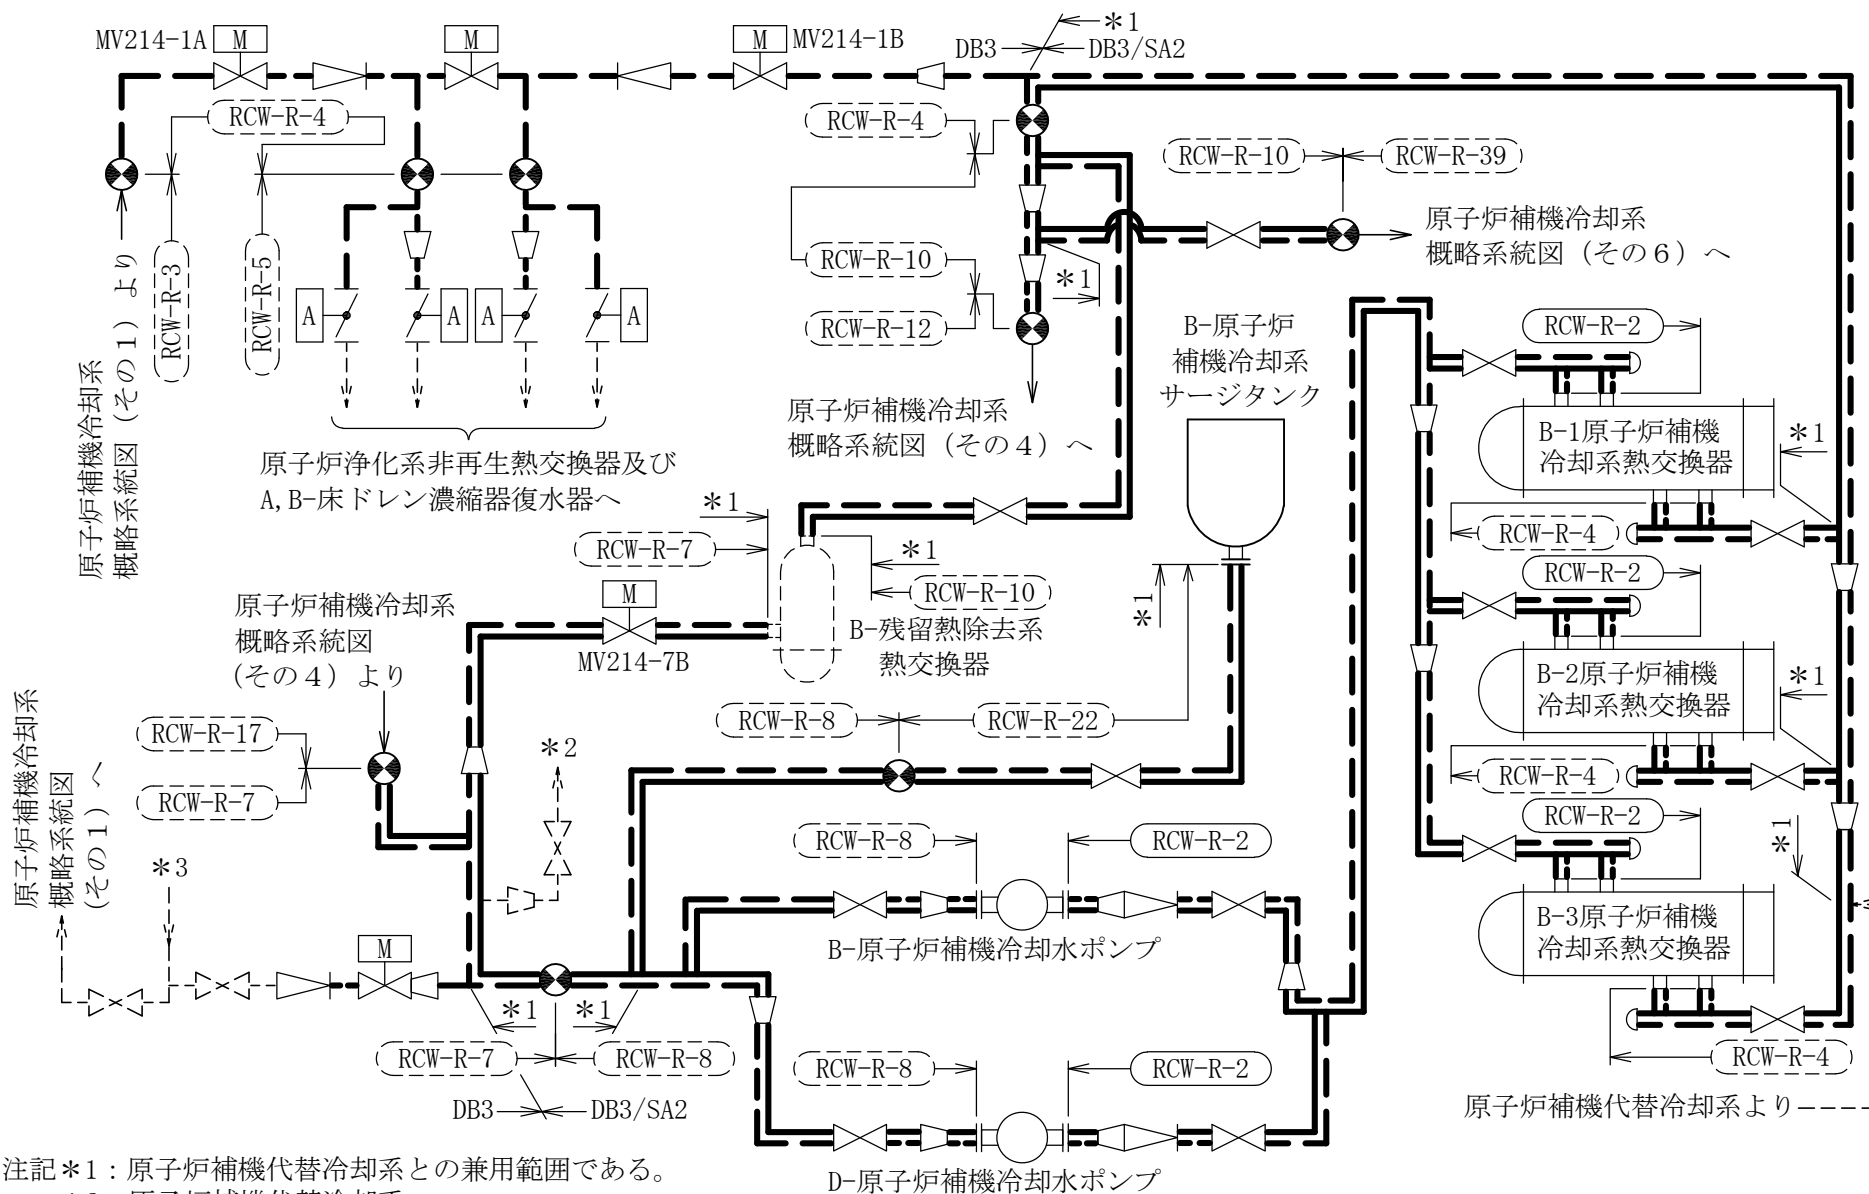 MV214-1A
M
M
M
MV214-1B
*1
DB3
DB3/SA2
RCW-R-4
RCW-R-3
RCW-R-5
RCW-R-4
RCW-R-10
RCW-R-12
*1
RCW-R-10
RCW-R-39
原子炉補機冷却系
概略系統図（その６）へ
原子炉補機冷却系
概略系統図（その１）より
A
A
A
A
原子炉浄化系非再生熱交換器及び
A,B-床ドレン濃縮器復水器へ
原子炉補機冷却系
概略系統図（その４）へ
B-原子炉
補機冷却系
サージタンク
RCW-R-2
B-1原子炉補機
冷却系熱交換器
*1
RCW-R-4
RCW-R-2
B-2原子炉補機
冷却系熱交換器
*1
RCW-R-4
RCW-R-2
*1
B-3原子炉補機
冷却系熱交換器
RCW-R-4
原子炉補機代替冷却系より
*1
RCW-R-7
*1
RCW-R-10
*1
M
MV214-7B
B-残留熱除去系
熱交換器
原子炉補機冷却系
概略系統図
（その４）より
RCW-R-8
RCW-R-22
RCW-R-17
RCW-R-7
*2
*3
原子炉補機冷却系
概略系統図
（その１）へ
M
RCW-R-8
RCW-R-2
B-原子炉補機冷却水ポンプ
*1
*1
RCW-R-7
RCW-R-8
DB3
DB3/SA2
RCW-R-8
RCW-R-2
D-原子炉補機冷却水ポンプ
注記*1：原子炉補機代替冷却系との兼用範囲である。